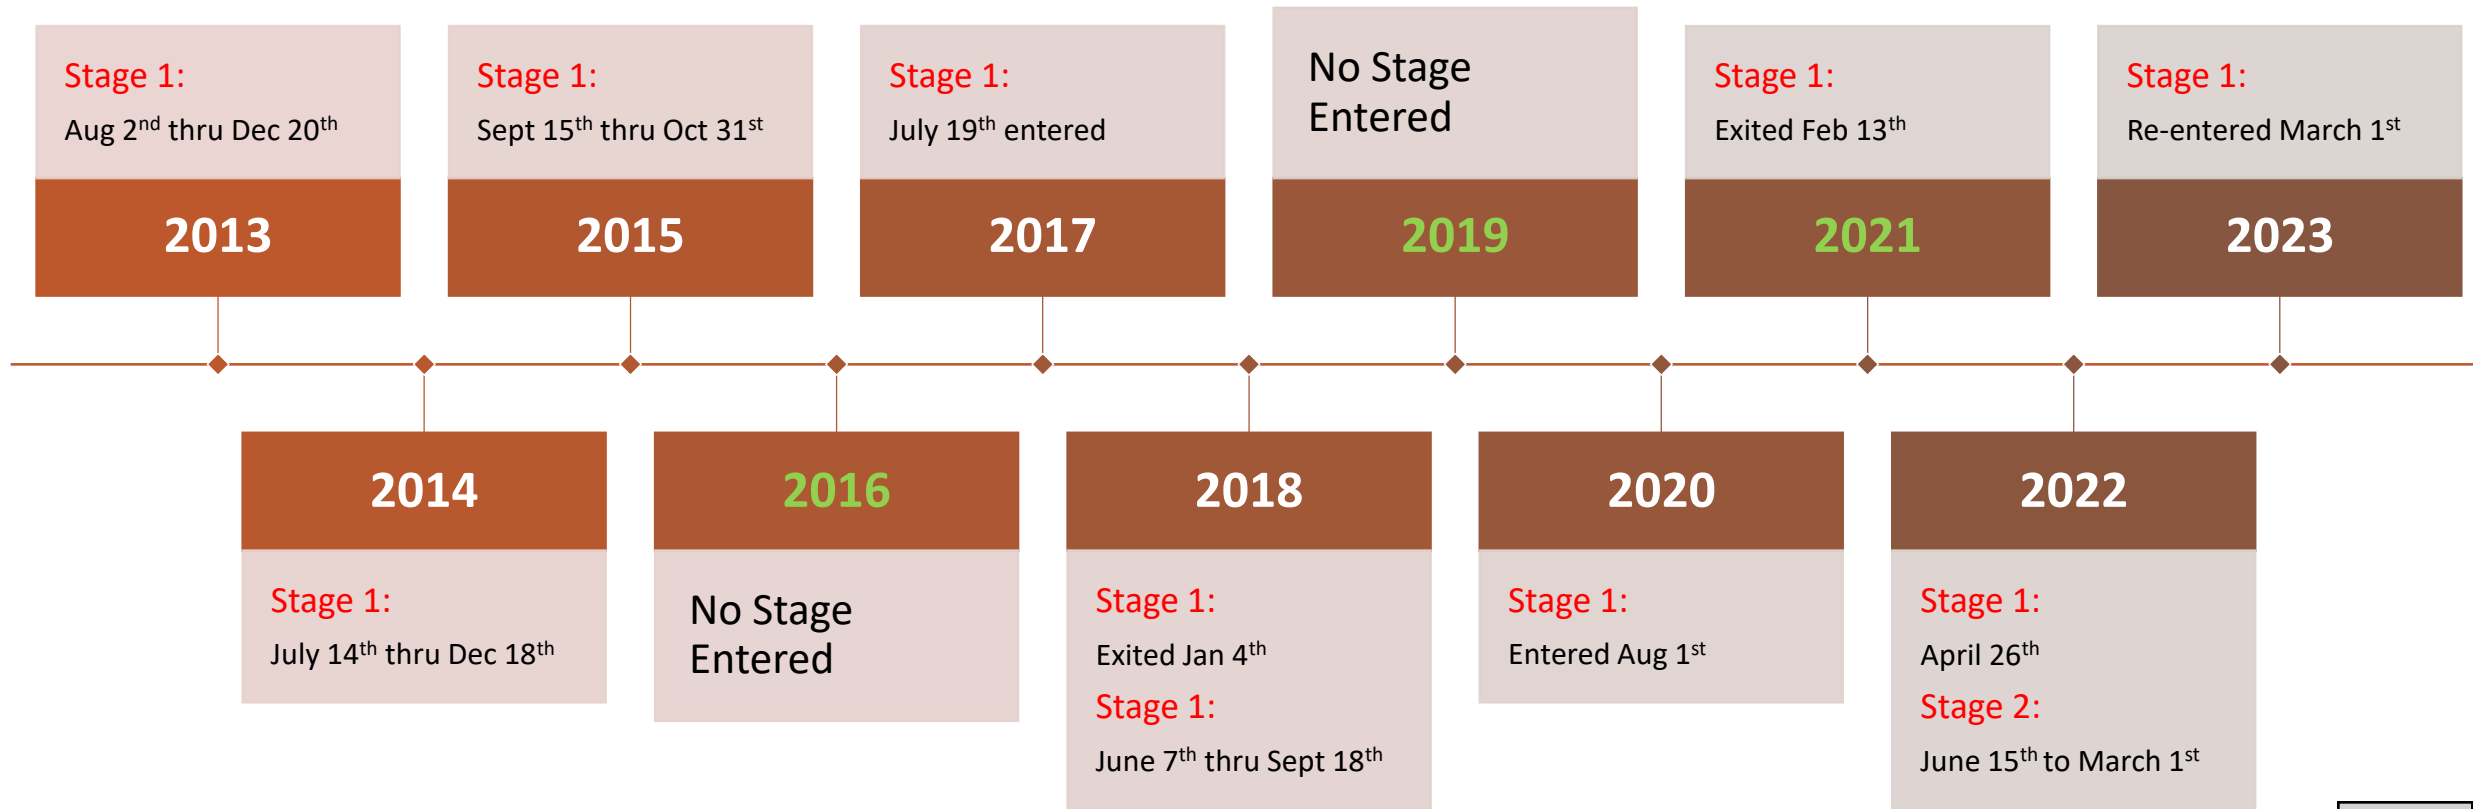 Stage 1:
Aug 2nd thru Dec 20th
2013
Stage 1:
July 14th thru Dec 18th
2014
Stage 1:
Sept 15th thru Oct 31st
2015
No Stage
Entered
2016
Stage 1:
July 19th entered
2017
Stage 1:
Exited Jan 4th
Stage 1:
June 7th thru Sept 18th
2018
No Stage
Entered
2019
Stage 1:
Entered Aug 1st
2020
Stage 1:
Exited Feb 13th
2021
Stage 1:
April 26th
Stage 2:
June 15th to March 1st
2022
Stage 1:
Re-entered March 1st
2023